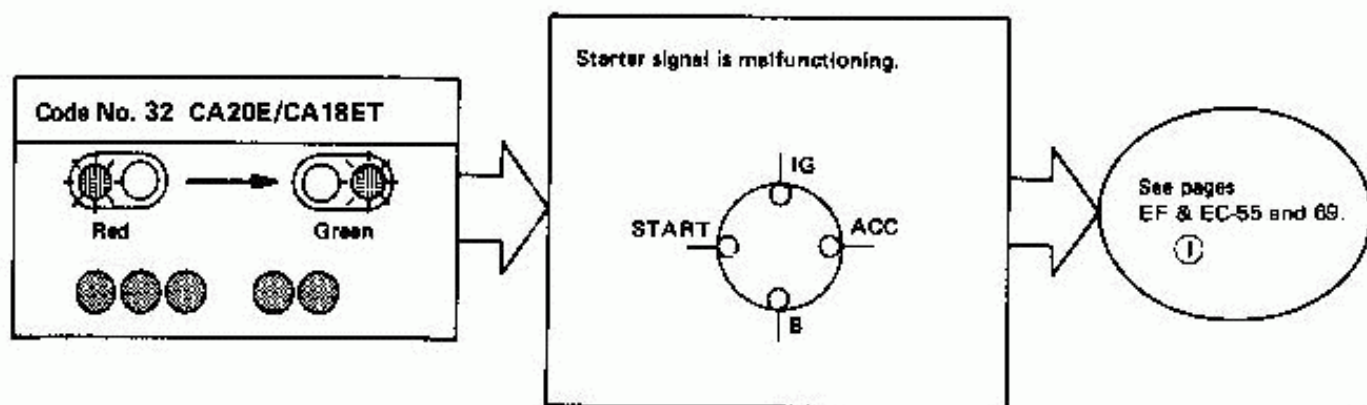 Code No. 32 CA20E/CA18ET
Red
Green
Starter signal is malfunctioning.
IG
START
ACC
B
See pages
EF & EC-55 and 69.
I